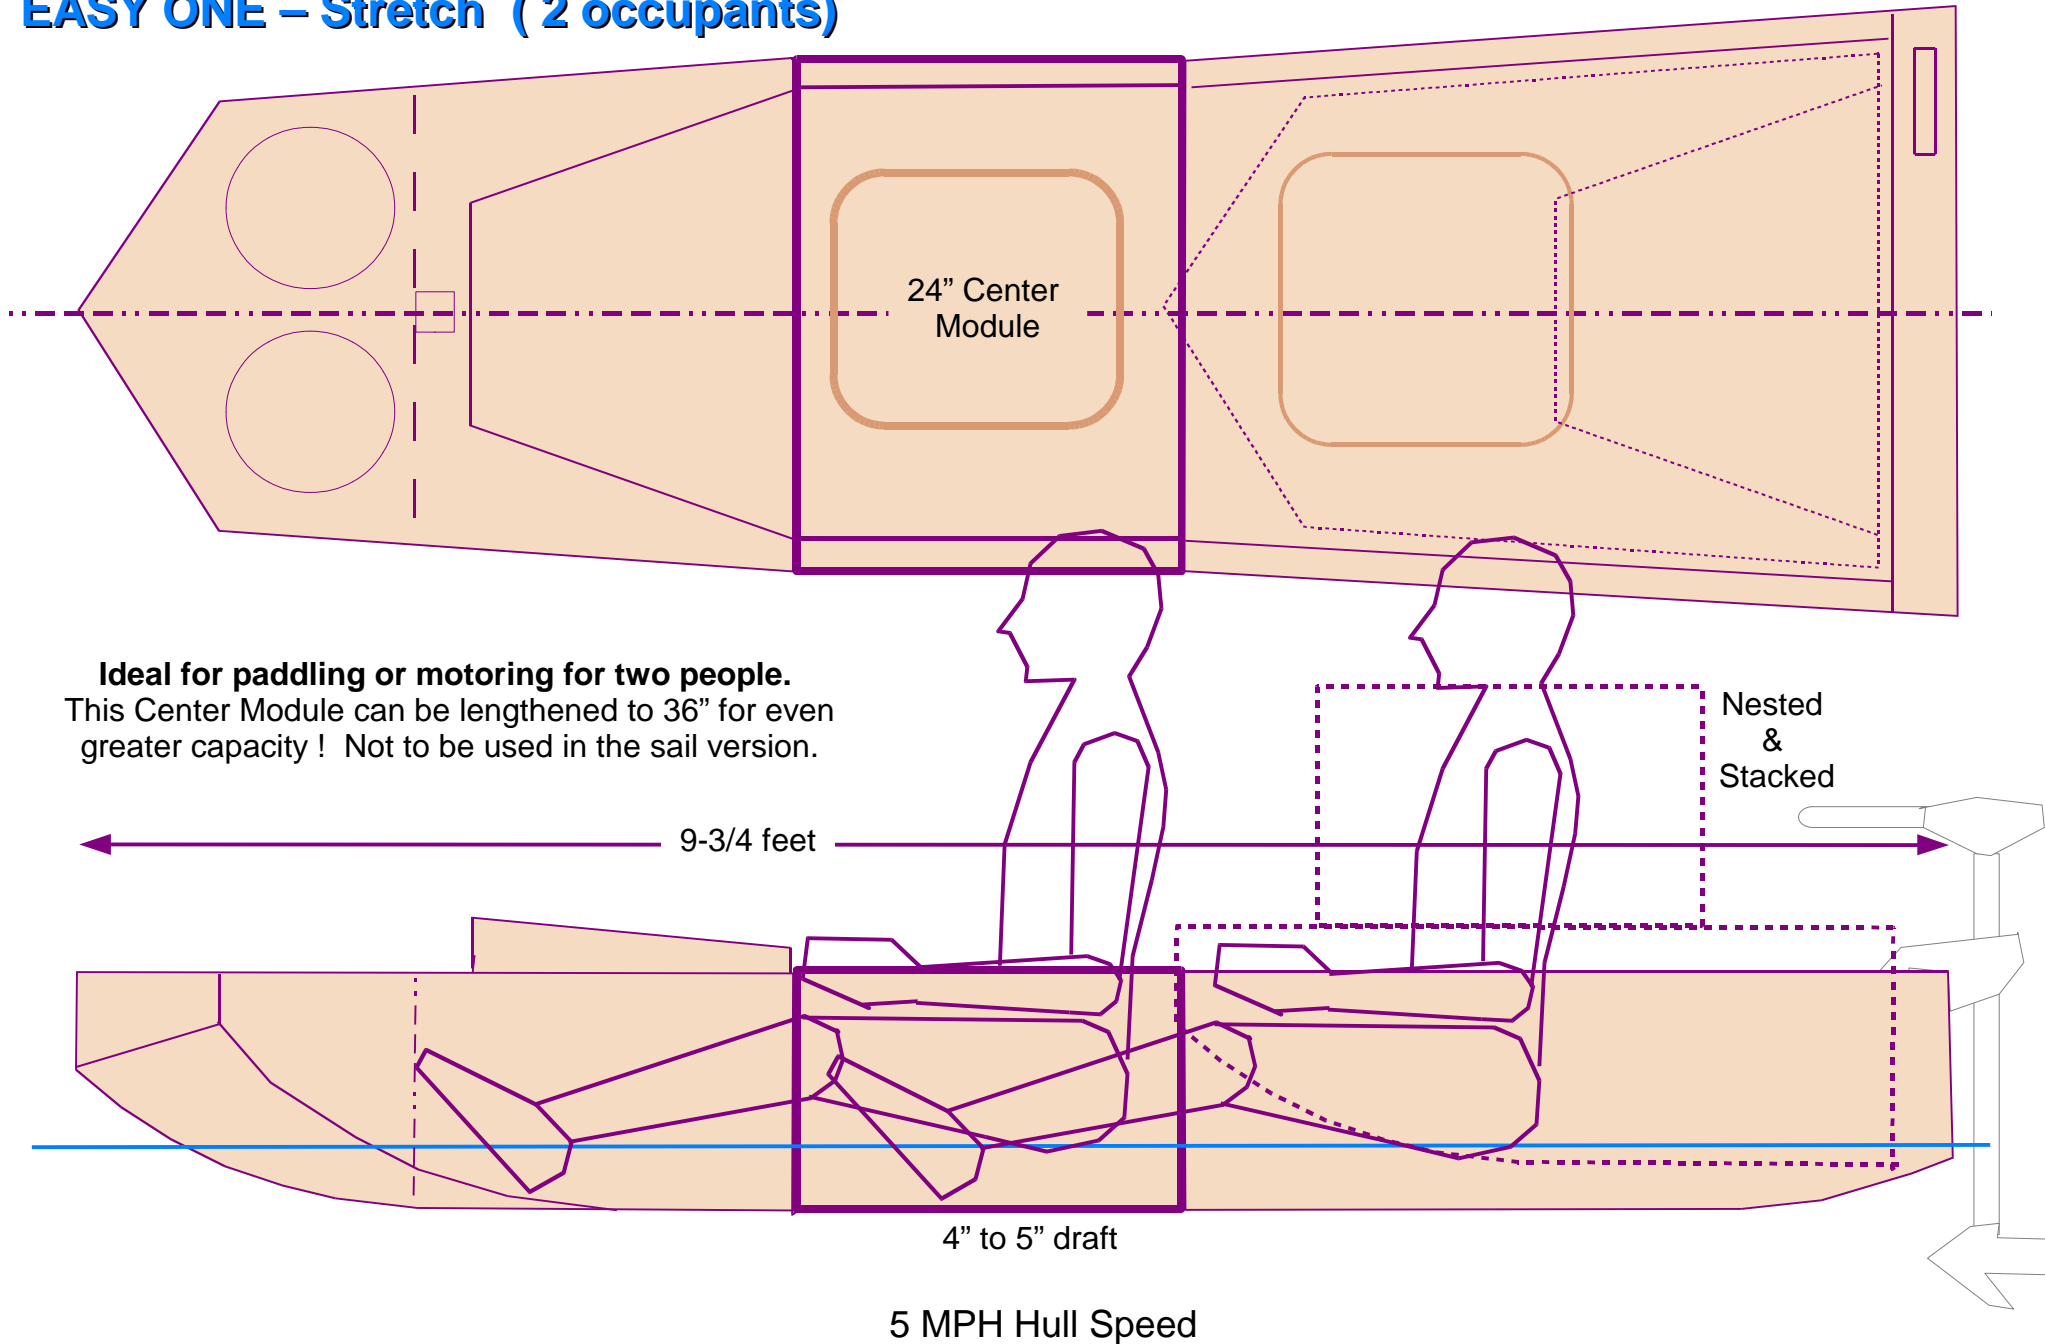 EASY ONE – Stretch ( 2 occupants)
24” Center
Module
Ideal for paddling or motoring for two people.
This Center Module can be lengthened to 36” for even
greater capacity ! Not to be used in the sail version.
Nested
&
Stacked
9-3/4 feet
4” to 5” draft
5 MPH Hull Speed